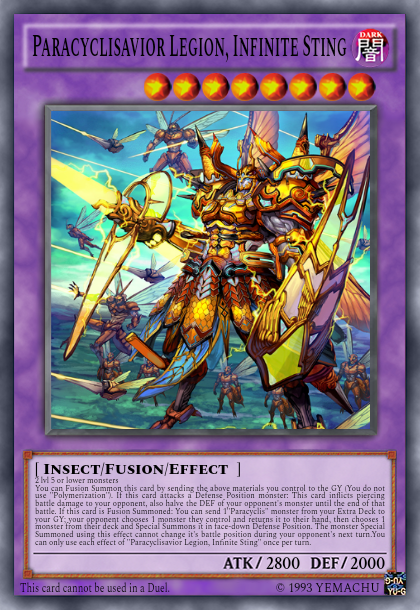 Paracyclisavior Legion, Infinite Sting
DARK
闇
[ Insect/Fusion/Effect ]
2 lvl 5 or lower monsters
You can Fusion Summon this card by sending the above materials you control to the GY (You do not
use "Polymerization"). If this card attacks a Defense Position monster: This card inflicts piercing
battle damage to your opponent, also halve the DEF of your opponent's monster until the end of that
battle. If this card is Fusion Summoned: You can send 1 "Paracyclis" monster from your Extra Deck to
your GY; your opponent chooses 1 monster they control and returns it to their hand, then chooses 1
monster from their deck and Special Summons it in face-down Defense Position. The monster Special
Summoned using this effect cannot change it's battle position during your opponent's next turn.You
can only use each effect of "Paracyclisavior Legion, Infinite Sting" once per turn.
ATK / 2800 DEF / 2000
This card cannot be used in a Duel.
© 1993 YEMACHU
YU-G